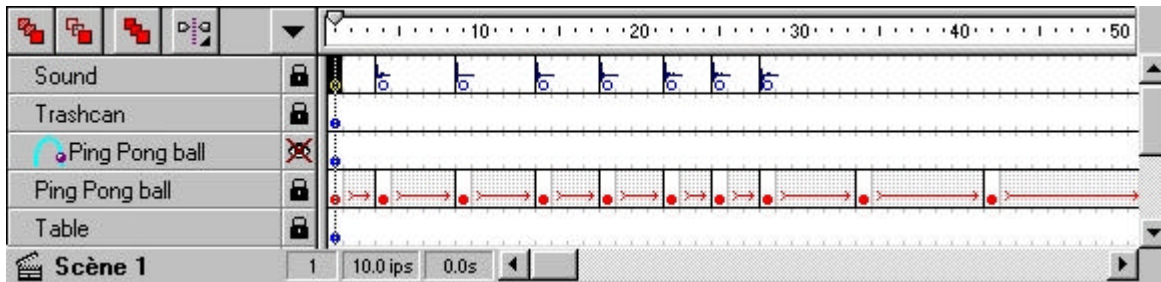 10 20 30 40 50
Sound
Trashcan
Ping Pong ball
Ping Pong ball
Table
Scène 1 1 10.0 ips 0.0s